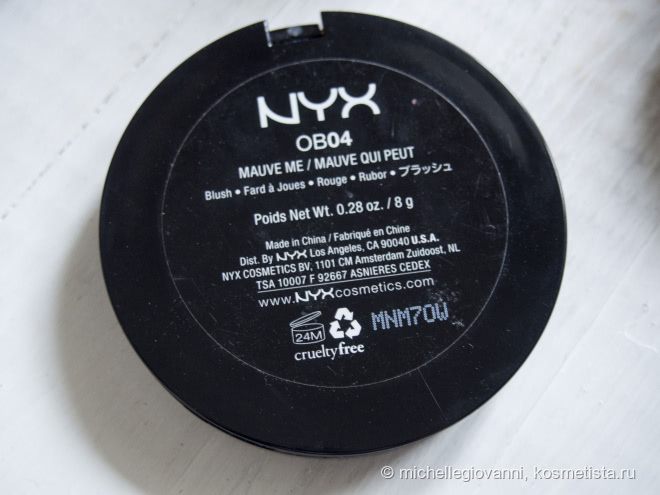 NYX
OB04
MAUVE ME / MAUVE QUI PEUT
Blush • Fard à Joues • Rouge • Rubor • ブラッシュ
Poids Net Wt. 0.28 oz. / 8 g
Made in China / Fabriqué en Chine
Dist. By NYX Los Angeles, CA 90040 U.S.A.
NYX COSMETICS BV, 1101 CM Amsterdam Zuidoost, NL
TSA 10007 F 92667 ASNIERES CEDEX
www.NYXcosmetics.com
24M
MNM70W
crueltyfree
© michellegiovanni, kosmetista.ru